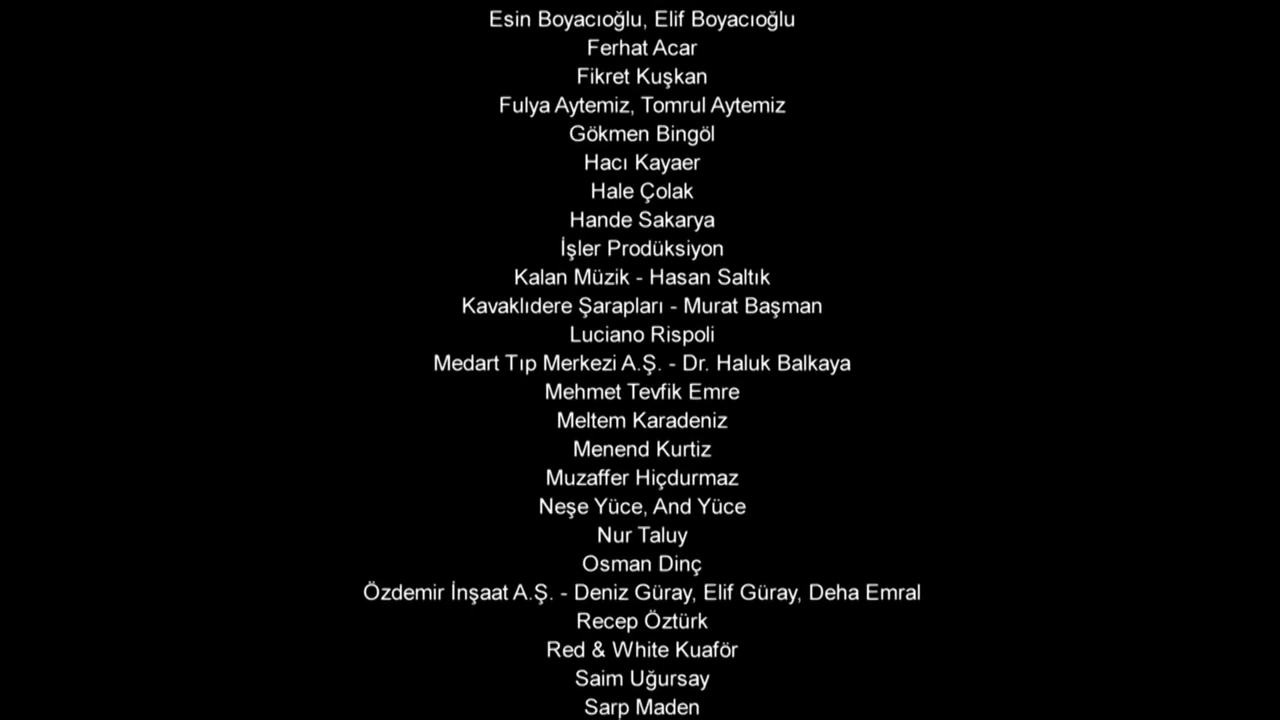 Esin Boyacıoğlu, Elif Boyacıoğlu
Ferhat Acar
Fikret Kuşkan
Fulya Aytemiz, Tomrul Aytemiz
Gökmen Bingöl
Hacı Kayaer
Hale Çolak
Hande Sakarya
İşler Prodüksiyon
Kalan Müzik - Hasan Saltık
Kavaklıdere Şarapları - Murat Başman
Luciano Rispoli
Medart Tıp Merkezi A.Ş. - Dr. Haluk Balkaya
Mehmet Tevfik Emre
Meltem Karadeniz
Menend Kurtiz
Muzaffer Hiçdurmaz
Neşe Yüce, And Yüce
Nur Taluy
Osman Dinç
Özdemir İnşaat A.Ş. - Deniz Güray, Elif Güray, Deha Emral
Recep Öztürk
Red & White Kuaför
Saim Uğursay
Sarp Maden